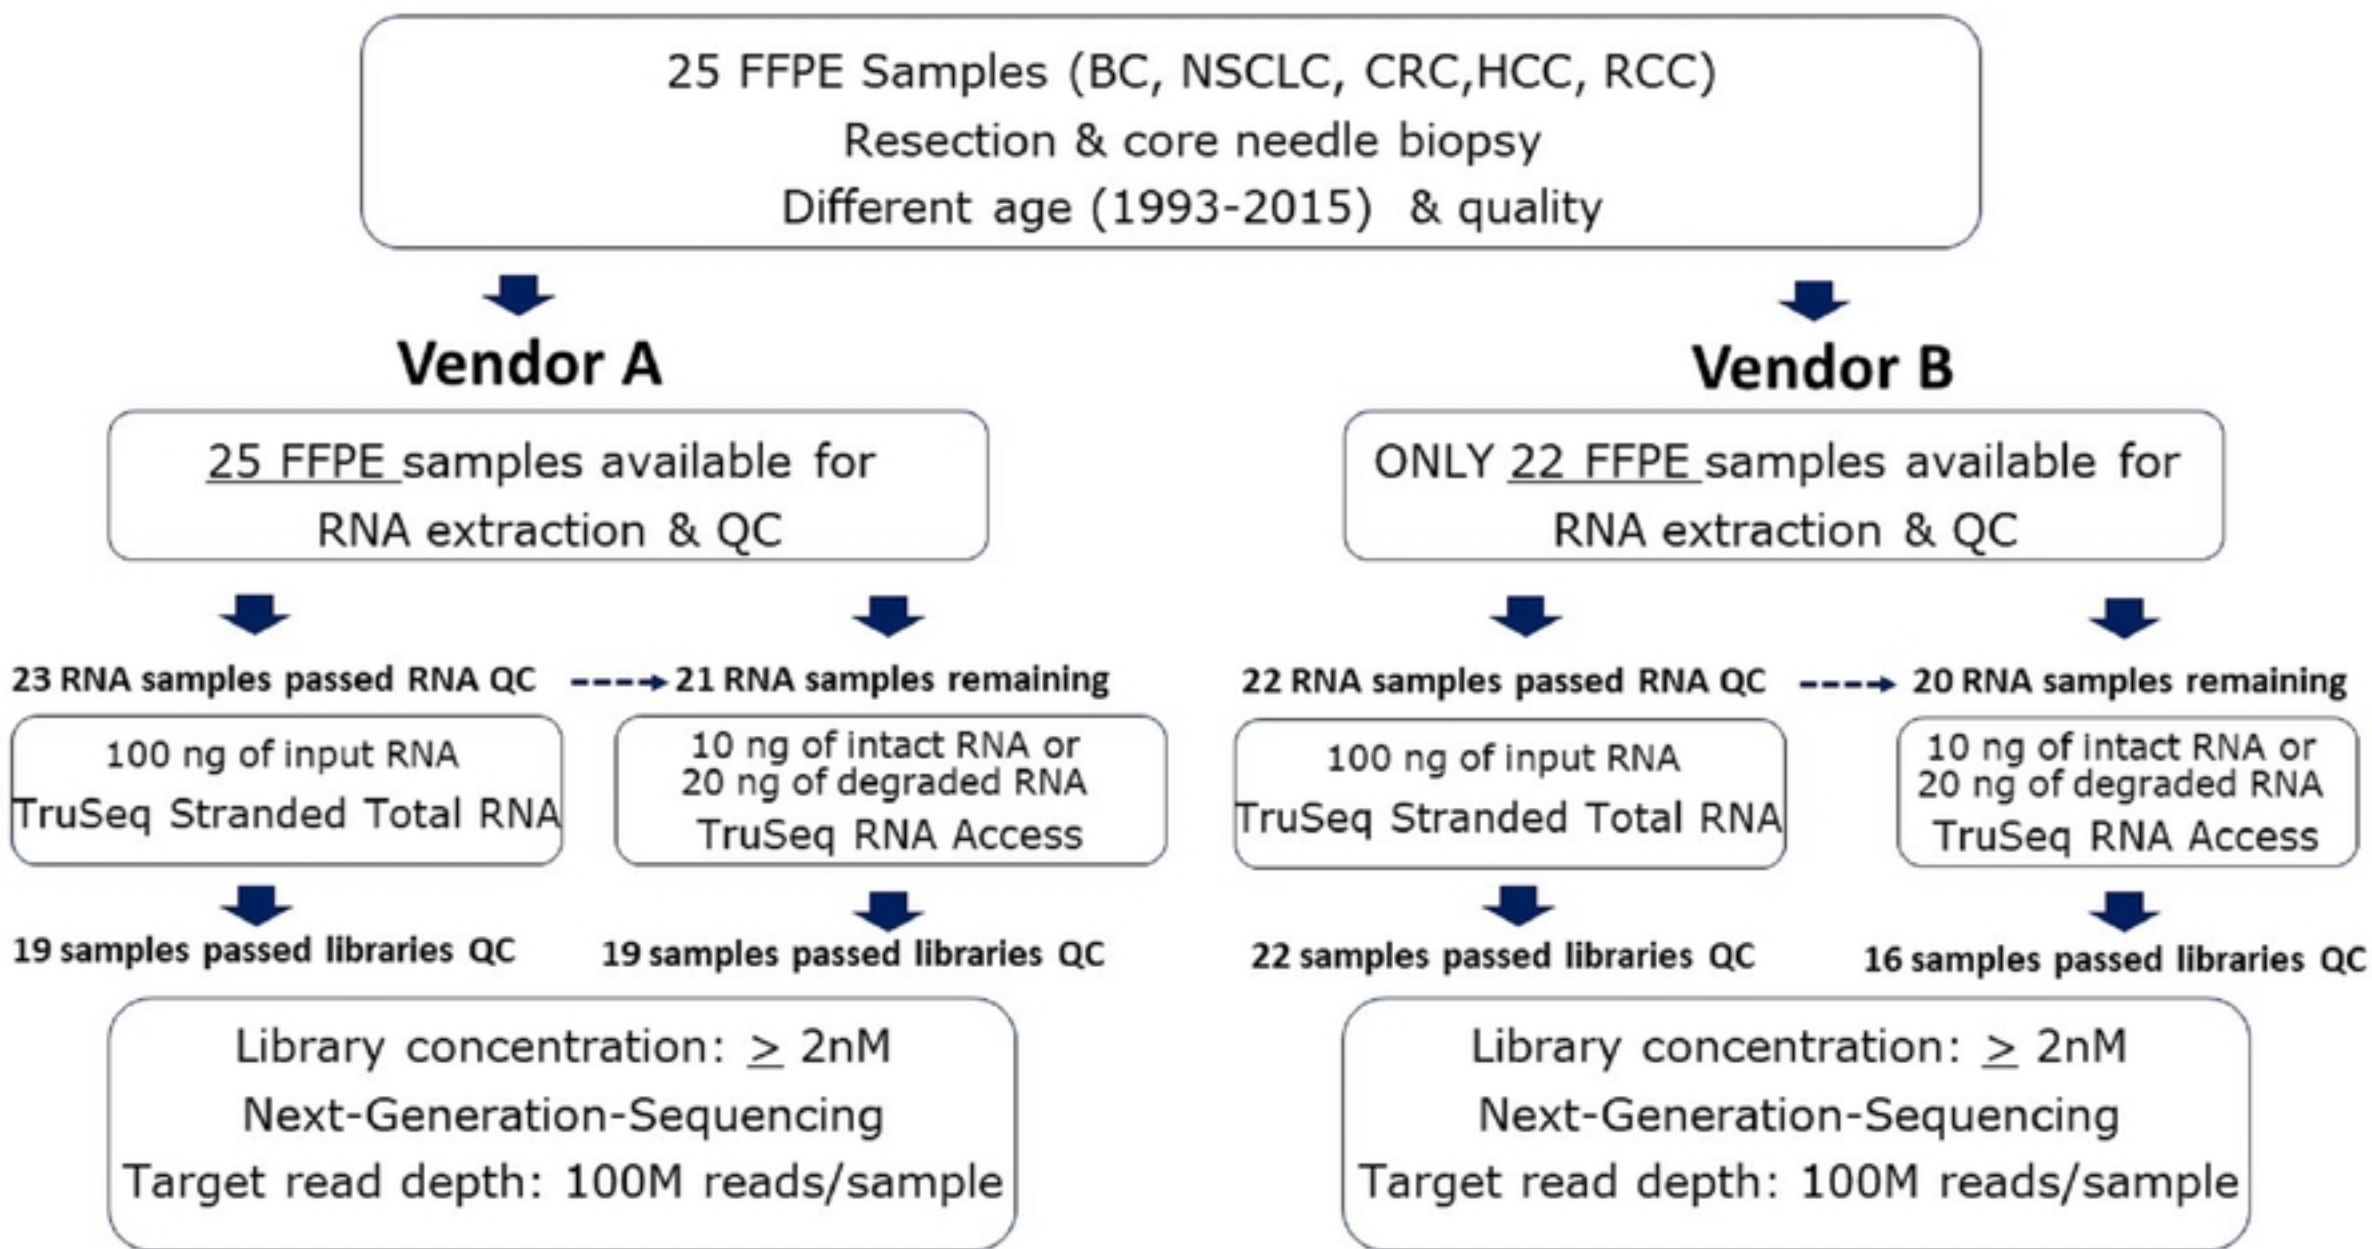 25 FFPE Samples (BC, NSCLC, CRC,HCC, RCC)
Resection & core needle biopsy
Different age (1993-2015) & quality
Vendor A
25 FFPE samples available for
RNA extraction & QC
23 RNA samples passed RNA QC
21 RNA samples remaining
100 ng of input RNA
TruSeq Stranded Total RNA
10 ng of intact RNA or
20 ng of degraded RNA
TruSeq RNA Access
19 samples passed libraries QC
19 samples passed libraries QC
Library concentration: ≥ 2nM
Next-Generation-Sequencing
Target read depth: 100M reads/sample
Vendor B
ONLY 22 FFPE samples available for
RNA extraction & QC
22 RNA samples passed RNA QC
20 RNA samples remaining
100 ng of input RNA
TruSeq Stranded Total RNA
10 ng of intact RNA or
20 ng of degraded RNA
TruSeq RNA Access
22 samples passed libraries QC
16 samples passed libraries QC
Library concentration: ≥ 2nM
Next-Generation-Sequencing
Target read depth: 100M reads/sample